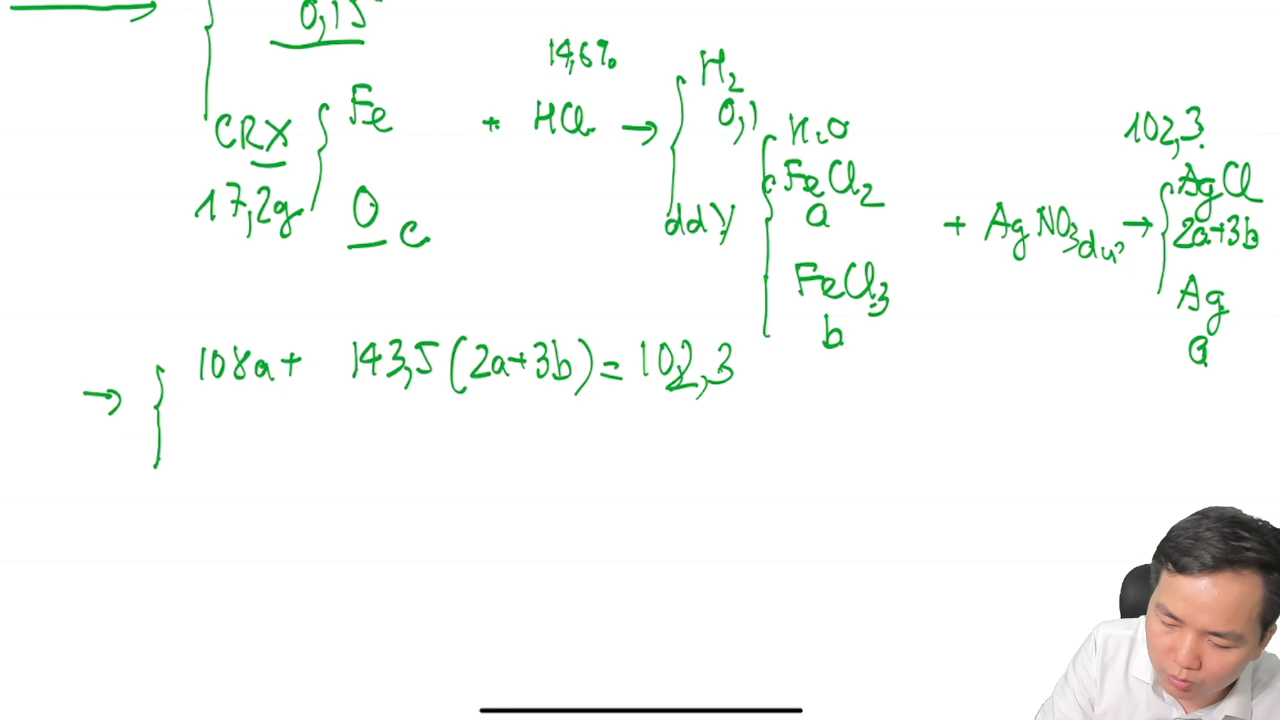 0,15
14,6%
H2
0,1
Fe
+ HCl →
CRX
17,2g
O c
ddY
H2O
FeCl2
a
FeCl3
b
+ AgNO3 dư →
102,3
AgCl
2a+3b
Ag
a
→ { 108a + 143,5(2a+3b) = 102,3